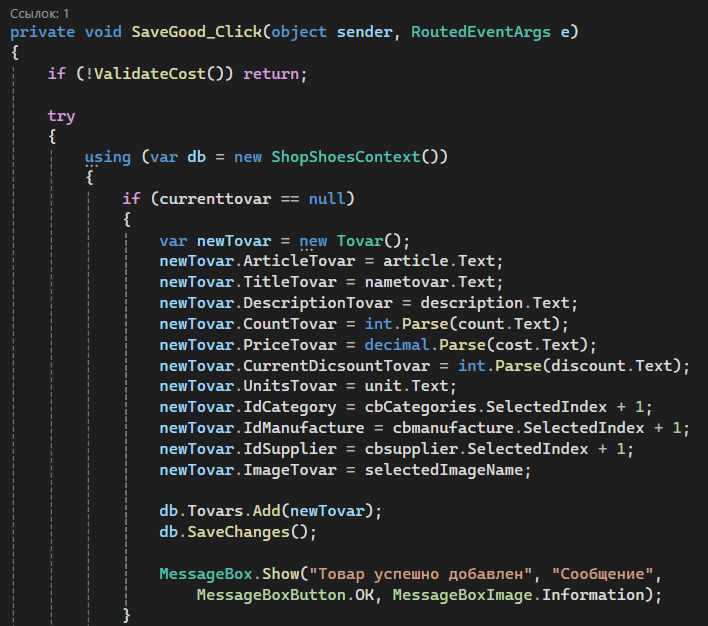 Ссылок: 1
private void SaveGood_Click(object sender, RoutedEventArgs e)
{
if (!ValidateCost()) return;
try
{
using (var db = new ShopShoesContext())
{
if (currenttovar == null)
{
var newTovar = new Tovar();
newTovar.ArticleTovar = article.Text;
newTovar.TitleTovar = nametovar.Text;
newTovar.DescriptionTovar = description.Text;
newTovar.CountTovar = int.Parse(count.Text);
newTovar.PriceTovar = decimal.Parse(cost.Text);
newTovar.CurrentDicsountTovar = int.Parse(discount.Text);
newTovar.UnitsTovar = unit.Text;
newTovar.IdCategory = cbCategories.SelectedIndex + 1;
newTovar.IdManufacture = cbmanufacture.SelectedIndex + 1;
newTovar.IdSupplier = cbsupplier.SelectedIndex + 1;
newTovar.ImageTovar = selectedImageName;
db.Tovars.Add(newTovar);
db.SaveChanges();
MessageBox.Show("Товар успешно добавлен", "Сообщение",
MessageBoxButton.OK, MessageBoxImage.Information);
}